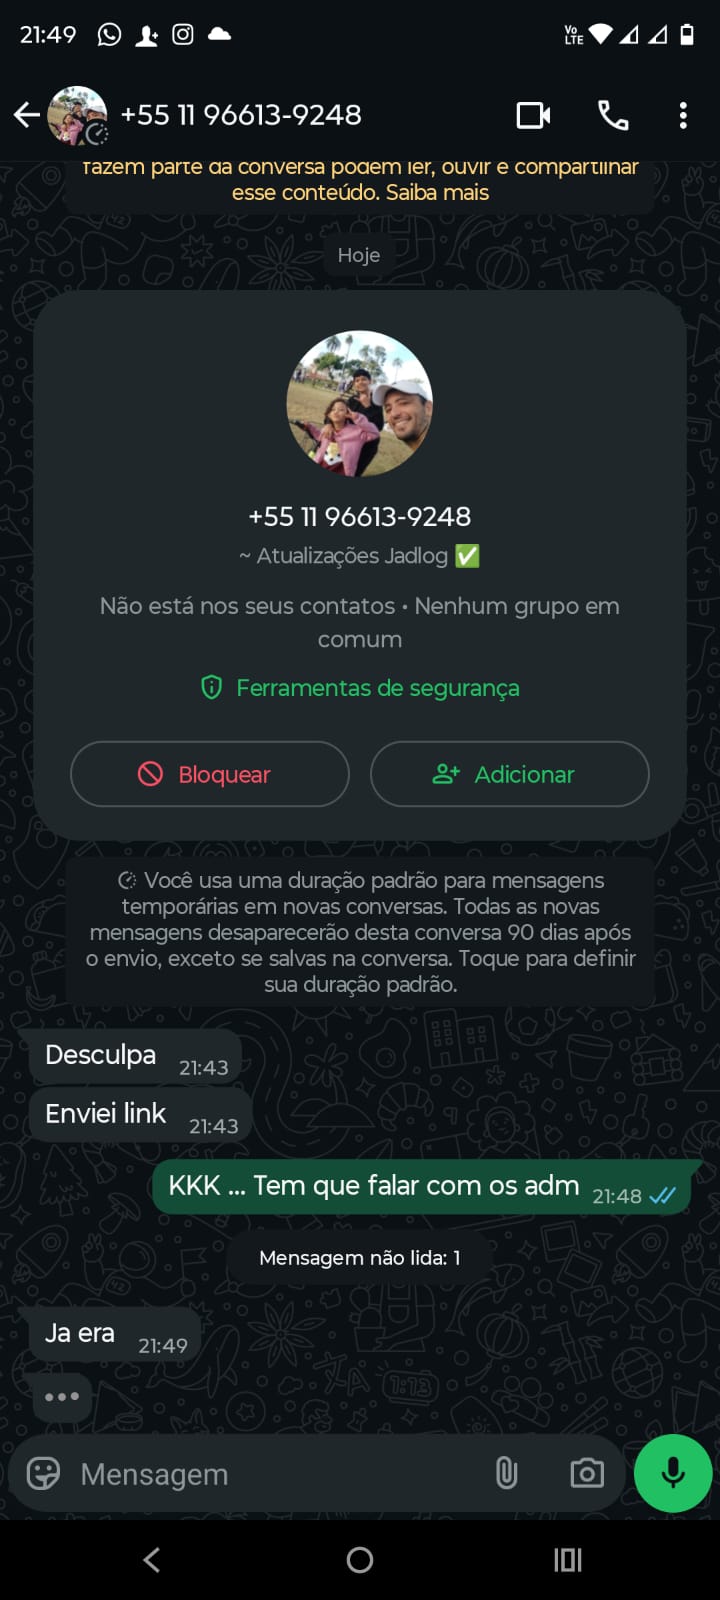 21:49
Vo
LTE
+55 11 96613-9248
fazem parte da conversa podem ler, ouvir e compartilhar
esse conteúdo. Saiba mais
Hoje
+55 11 96613-9248
~ Atualizações Jadlog ✅
Não está nos seus contatos • Nenhum grupo em
comum
Ferramentas de segurança
Bloquear
Adicionar
Você usa uma duração padrão para mensagens
temporárias em novas conversas. Todas as novas
mensagens desaparecerão desta conversa 90 dias após
o envio, exceto se salvas na conversa. Toque para definir
sua duração padrão.
Desculpa 21:43
Enviei link 21:43
KKK ... Tem que falar com os adm 21:48
Mensagem não lida: 1
Ja era 21:49
Mensagem